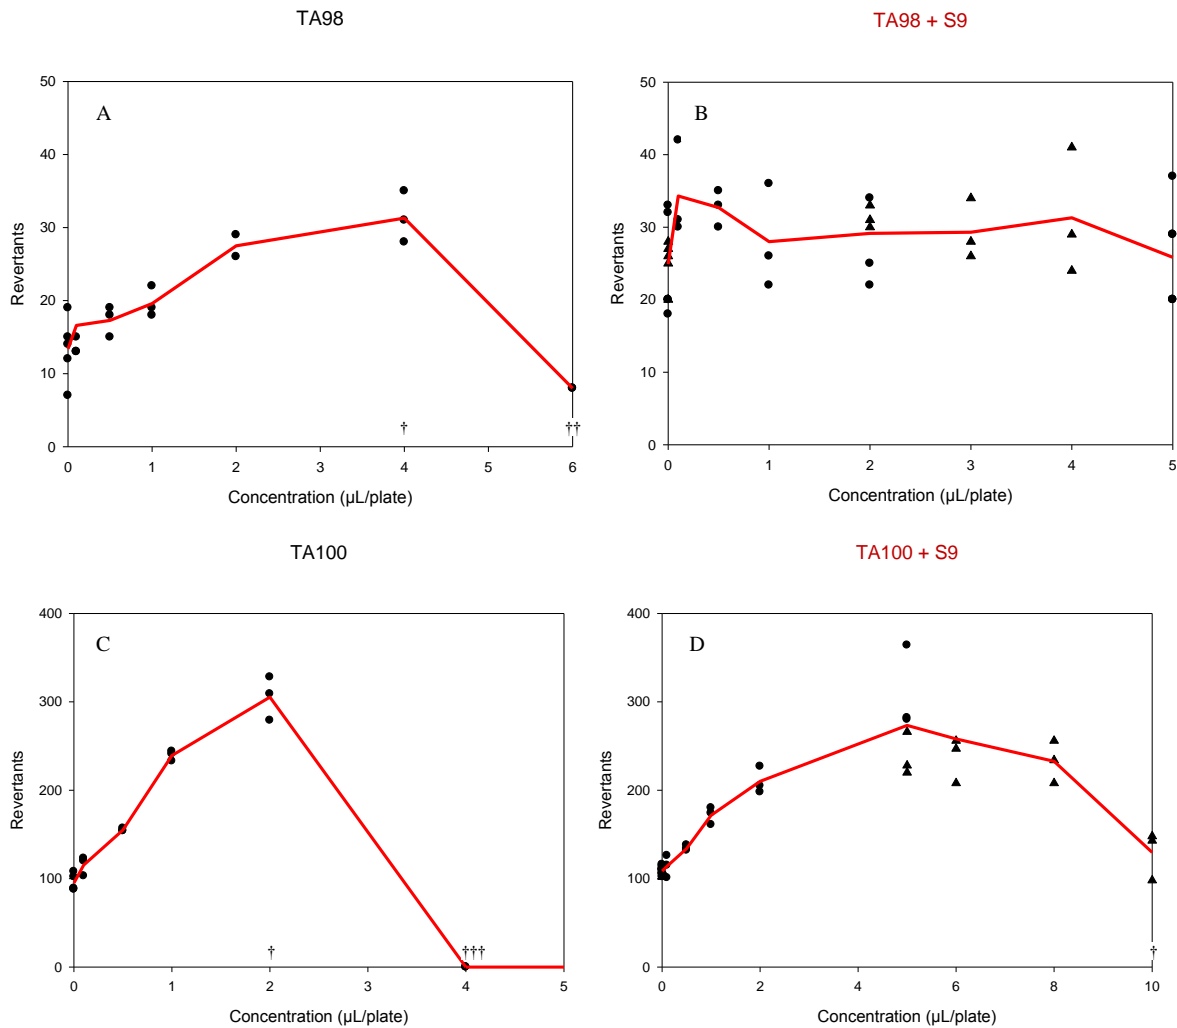 TA98
TA98 + S9
50
40
30
20
10
0
A
†
††
0 1 2 3 4 5 6
Revertants
Concentration (µL/plate)
50
40
30
20
10
0
B
0 1 2 3 4 5
Revertants
Concentration (µL/plate)
TA100
TA100 + S9
400
300
200
100
0
C
†
†††
0 1 2 3 4 5
Revertants
Concentration (µL/plate)
400
300
200
100
0
D
†
0 2 4 6 8 10
Revertants
Concentration (µL/plate)